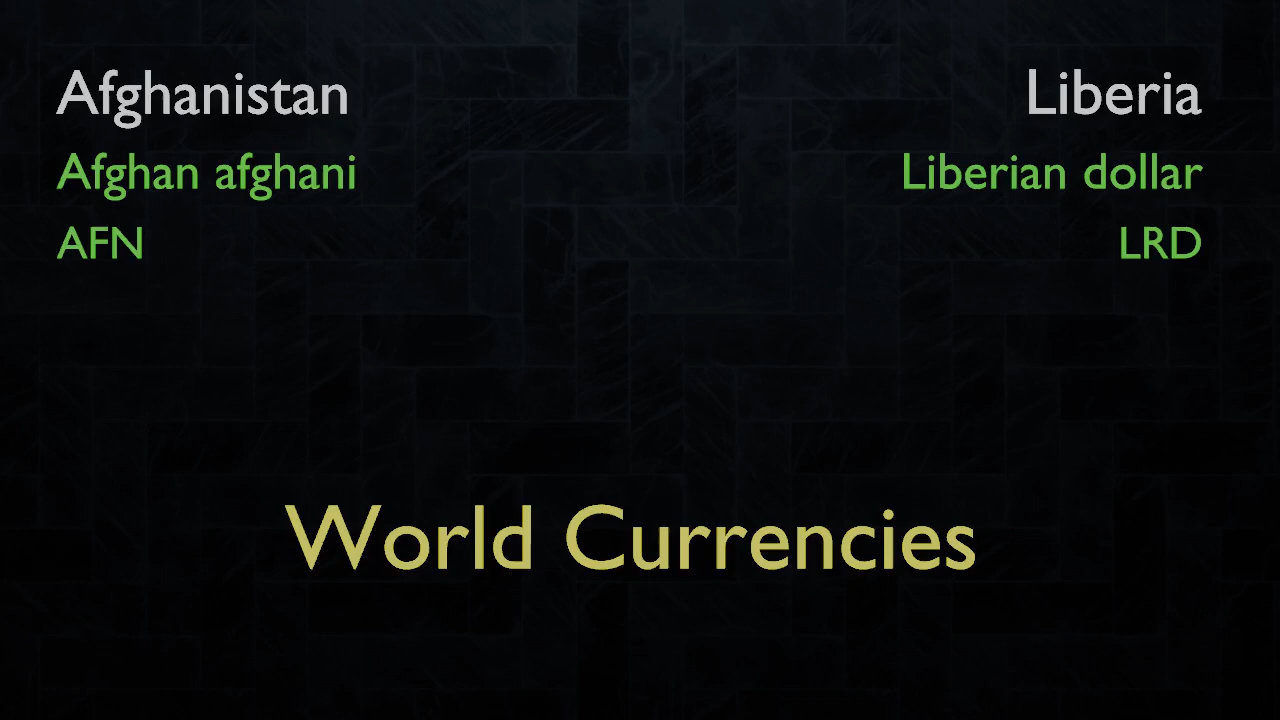 Afghanistan
Afghan afghani
AFN
Liberia
Liberian dollar
LRD
World Currencies